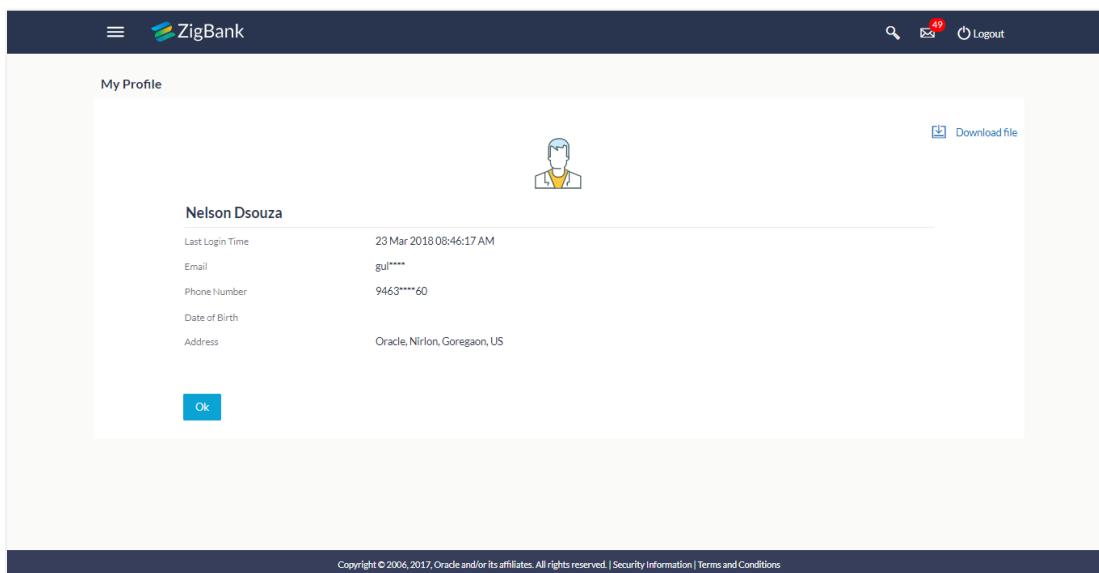 ZigBank
49
Logout
My Profile
Download file
Nelson Dsouza
Last Login Time 23 Mar 2018 08:46:17 AM
Email gul****
Phone Number 9463****60
Date of Birth
Address Oracle, Nirlon, Goregaon, US
Ok
Copyright © 2006, 2017, Oracle and/or its affiliates. All rights reserved. | Security Information | Terms and Conditions